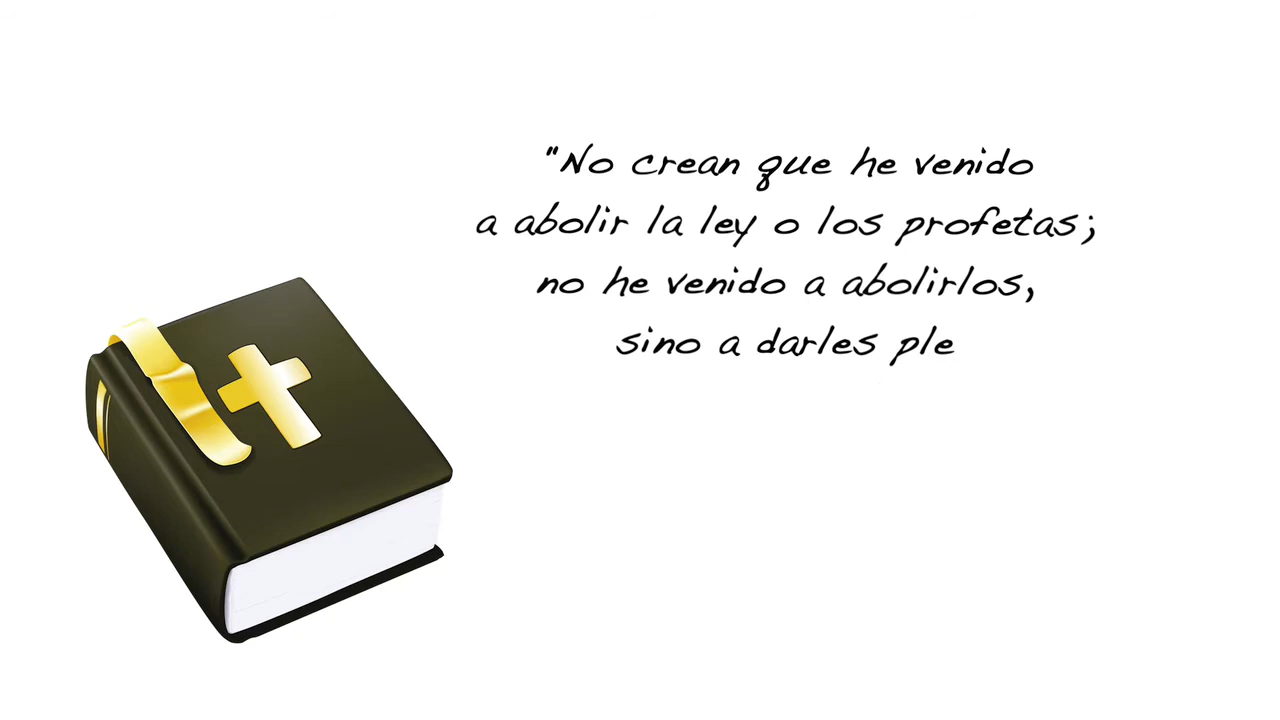 "No crean que he venido
a abolir la ley o los profetas;
no he venido a abolirlos,
sino a darles ple